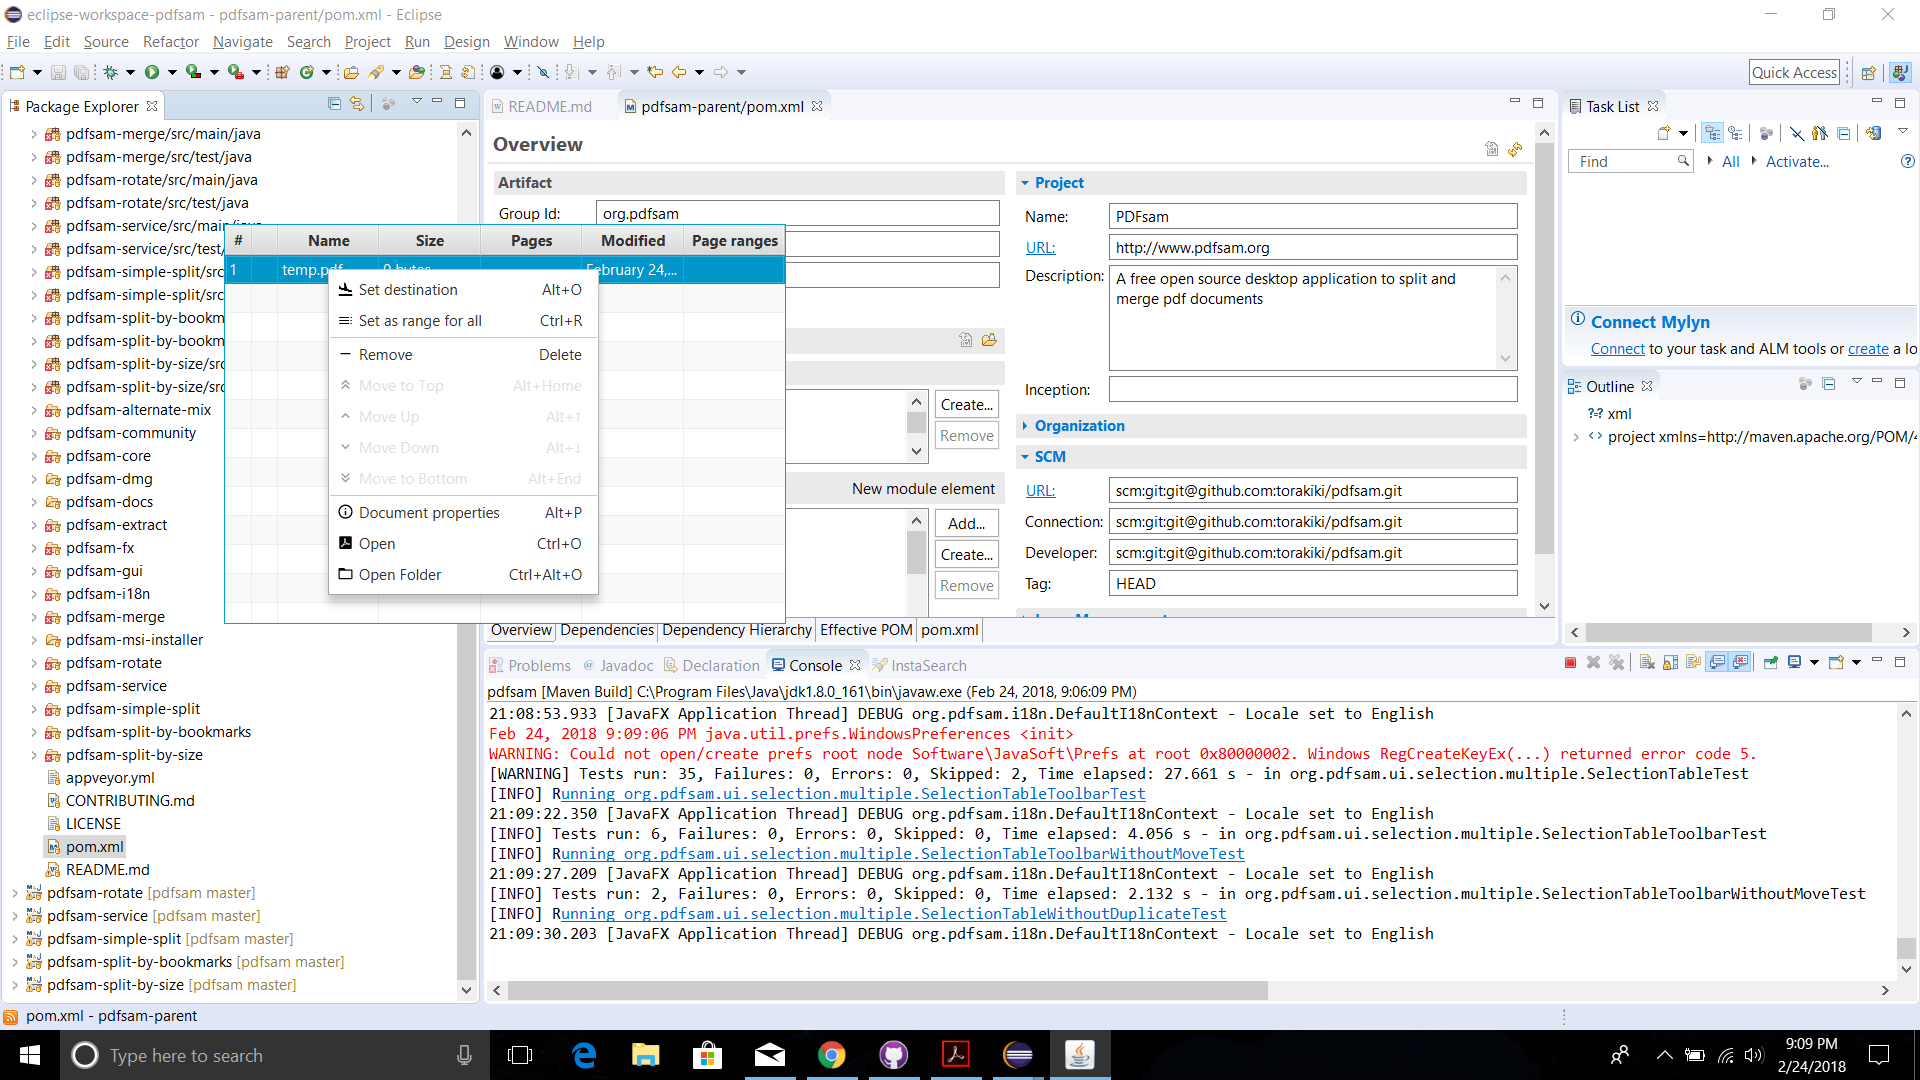 eclipse-workspace-pdfsam - pdfsam-parent/pom.xml - Eclipse
File Edit Source Refactor Navigate Search Project Run Design Window Help
Quick Access
Package Explorer
pdfsam-merge/src/main/java
pdfsam-merge/src/test/java
pdfsam-rotate/src/main/java
pdfsam-rotate/src/test/java
pdfsam-service/src/main/java
pdfsam-service/src/test/
pdfsam-simple-split/src
pdfsam-simple-split/src
pdfsam-split-by-bookm
pdfsam-split-by-bookm
pdfsam-split-by-size/src
pdfsam-split-by-size/src
pdfsam-alternate-mix
pdfsam-community
pdfsam-core
pdfsam-dmg
pdfsam-docs
pdfsam-extract
pdfsam-fx
pdfsam-gui
pdfsam-i18n
pdfsam-merge
pdfsam-msi-installer
pdfsam-rotate
pdfsam-service
pdfsam-simple-split
pdfsam-split-by-bookmarks
pdfsam-split-by-size
appveyor.yml
CONTRIBUTING.md
LICENSE
pom.xml
README.md
pdfsam-rotate [pdfsam master]
pdfsam-service [pdfsam master]
pdfsam-simple-split [pdfsam master]
pdfsam-split-by-bookmarks [pdfsam master]
pdfsam-split-by-size [pdfsam master]
# Name Size Pages Modified Page ranges
1 temp.pdf 0 bytes February 24,...
Set destination Alt+O
Set as range for all Ctrl+R
Remove Delete
Move to Top Alt+Home
Move Up Alt+↑
Move Down Alt+↓
Move to Bottom Alt+End
Document properties Alt+P
Open Ctrl+O
Open Folder Ctrl+Alt+O
README.md pdfsam-parent/pom.xml
Overview
Artifact
Group Id: org.pdfsam
Create...
Remove
New module element
Add...
Create...
Remove
Project
Name: PDFsam
URL: http://www.pdfsam.org
Description: A free open source desktop application to split and
merge pdf documents
Inception:
Organization
SCM
URL: scm:git:git@github.com:torakiki/pdfsam.git
Connection: scm:git:git@github.com:torakiki/pdfsam.git
Developer: scm:git:git@github.com:torakiki/pdfsam.git
Tag: HEAD
Overview Dependencies Dependency Hierarchy Effective POM pom.xml
Task List
Find All Activate...
Connect Mylyn
Connect to your task and ALM tools or create a lo
Outline
?-? xml
<> project xmlns=http://maven.apache.org/POM/4
Problems @ Javadoc Declaration Console InstaSearch
pdfsam [Maven Build] C:\Program Files\Java\jdk1.8.0_161\bin\javaw.exe (Feb 24, 2018, 9:06:09 PM)
21:08:53.933 [JavaFX Application Thread] DEBUG org.pdfsam.i18n.DefaultI18nContext - Locale set to English
Feb 24, 2018 9:09:06 PM java.util.prefs.WindowsPreferences <init>
WARNING: Could not open/create prefs root node Software\JavaSoft\Prefs at root 0x80000002. Windows RegCreateKeyEx(...) returned error code 5.
[WARNING] Tests run: 35, Failures: 0, Errors: 0, Skipped: 2, Time elapsed: 27.661 s - in org.pdfsam.ui.selection.multiple.SelectionTableTest
[INFO] Running org.pdfsam.ui.selection.multiple.SelectionTableToolbarTest
21:09:22.350 [JavaFX Application Thread] DEBUG org.pdfsam.i18n.DefaultI18nContext - Locale set to English
[INFO] Tests run: 6, Failures: 0, Errors: 0, Skipped: 0, Time elapsed: 4.056 s - in org.pdfsam.ui.selection.multiple.SelectionTableToolbarTest
[INFO] Running org.pdfsam.ui.selection.multiple.SelectionTableToolbarWithoutMoveTest
21:09:27.209 [JavaFX Application Thread] DEBUG org.pdfsam.i18n.DefaultI18nContext - Locale set to English
[INFO] Tests run: 2, Failures: 0, Errors: 0, Skipped: 0, Time elapsed: 2.132 s - in org.pdfsam.ui.selection.multiple.SelectionTableToolbarWithoutMoveTest
[INFO] Running org.pdfsam.ui.selection.multiple.SelectionTableWithoutDuplicateTest
21:09:30.203 [JavaFX Application Thread] DEBUG org.pdfsam.i18n.DefaultI18nContext - Locale set to English
pom.xml - pdfsam-parent
Type here to search
9:09 PM
2/24/2018